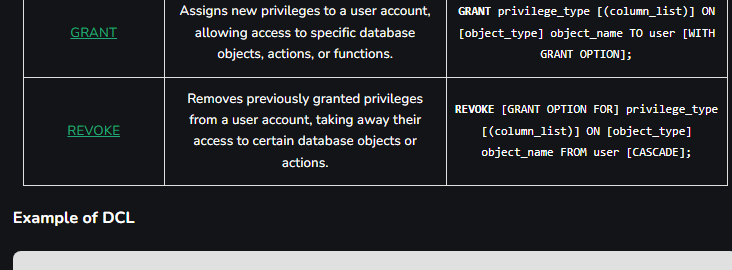 Assigns new privileges to a user account,
allowing access to specific database
objects, actions, or functions.
GRANT
GRANT privilege_type [(column_list)] ON
[object_type] object_name TO user [WITH
GRANT OPTION];
Removes previously granted privileges
from a user account, taking away their
access to certain database objects or
actions.
REVOKE
REVOKE [GRANT OPTION FOR] privilege_type
[(column_list)] ON [object_type]
object_name FROM user [CASCADE];
Example of DCL